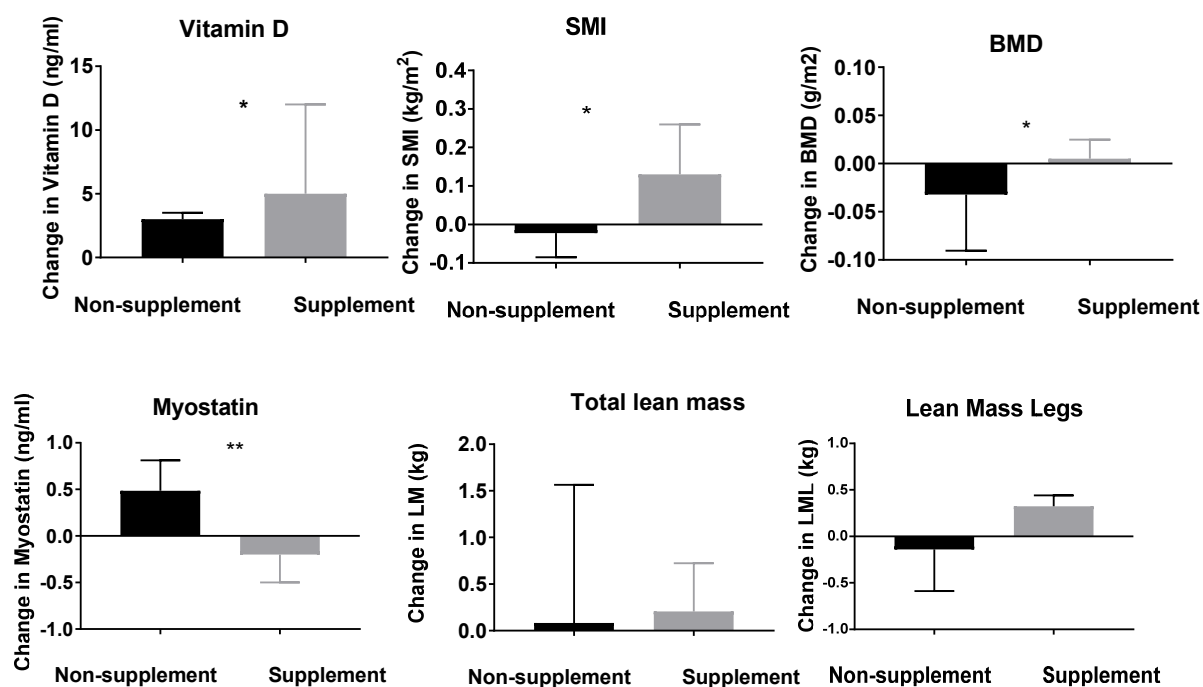 Vitamin D
Change in Vitamin D (ng/ml)
15
10
5
0
*
Non-supplement Supplement
SMI
Change in SMI (kg/m²)
0.4
0.3
0.2
0.1
0.0
-0.1
*
Non-supplement Supplement
BMD
Change in BMD (g/m2)
0.10
0.05
0.00
-0.05
-0.10
*
Non-supplement Supplement
Myostatin
Change in Myostatin (ng/ml)
1.0
0.5
0.0
-0.5
-1.0
**
Non-supplement Supplement
Total lean mass
Change in LM (kg)
2.0
1.5
1.0
0.5
0.0
Non-supplement Supplement
Lean Mass Legs
Change in LML (kg)
1.0
0.5
0.0
-0.5
-1.0
Non-supplement Supplement